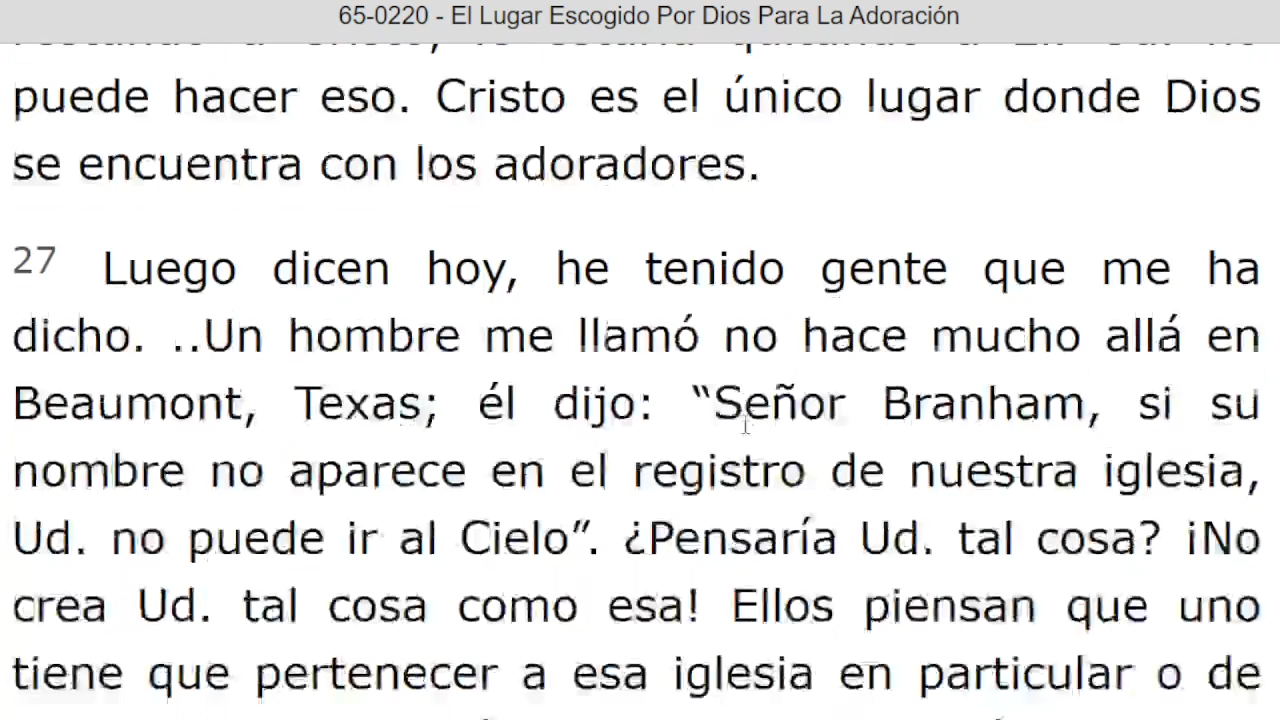 65-0220 - El Lugar Escogido Por Dios Para La Adoración
puede hacer eso. Cristo es el único lugar donde Dios
se encuentra con los adoradores.
27 Luego dicen hoy, he tenido gente que me ha
dicho. ..Un hombre me llamó no hace mucho allá en
Beaumont, Texas; él dijo: “Señor Branham, si su
nombre no aparece en el registro de nuestra iglesia,
Ud. no puede ir al Cielo”. ¿Pensaría Ud. tal cosa? ¡No
crea Ud. tal cosa como esa! Ellos piensan que uno
tiene que pertenecer a esa iglesia en particular o de